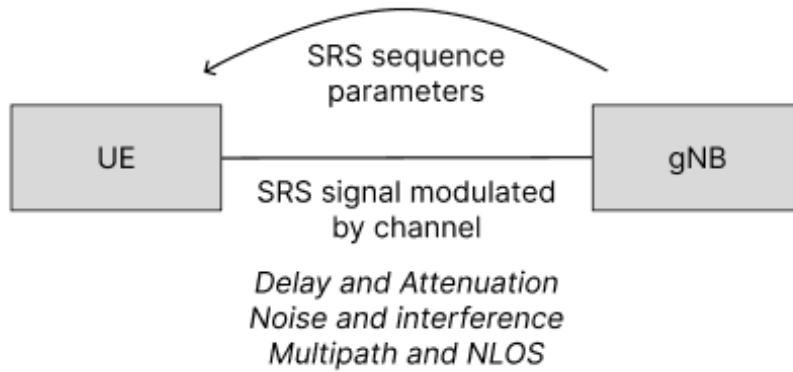 SRS sequence
parameters
UE
gNB
SRS signal modulated
by channel
Delay and Attenuation
Noise and interference
Multipath and NLOS